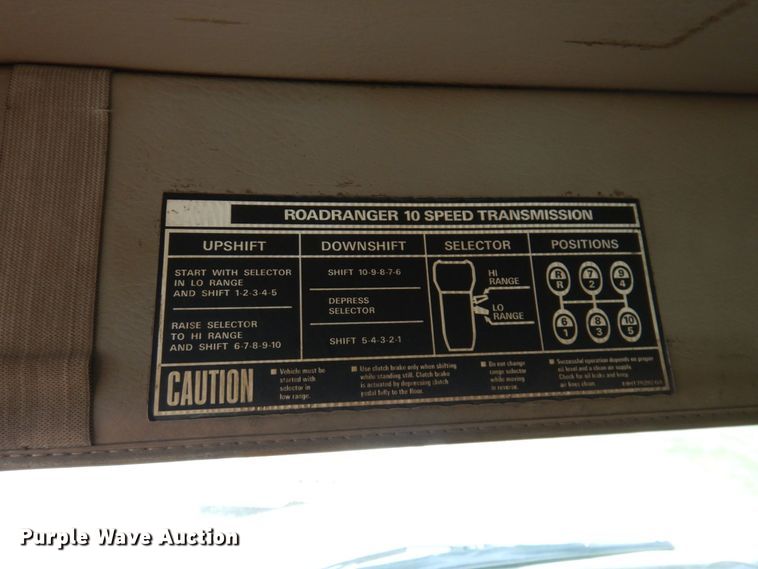 ROADRANGER 10 SPEED TRANSMISSION
UPSHIFT
START WITH SELECTOR
IN LO RANGE
AND SHIFT 1-2-3-4-5
RAISE SELECTOR
TO HI RANGE
AND SHIFT 6-7-8-9-10
DOWNSHIFT
SHIFT 10-9-8-7-6
DEPRESS
SELECTOR
SHIFT 5-4-3-2-1
SELECTOR
HI
RANGE
LO
RANGE
POSITIONS
R 7 9
R 2 4
6 8 10
1 3 5
CAUTION
■ Vehicle must be
started with
selector in
low range.
■ Use clutch brake only when shifting
while standing still. Clutch brake
is actuated by depressing clutch
pedal fully to the floor.
■ Do not change
range selector
while moving
in reverse.
■ Successful operation depends on proper
oil level and a clean air supply.
Check for oil leaks and keep
air lines clean.
Purple Wave Auction